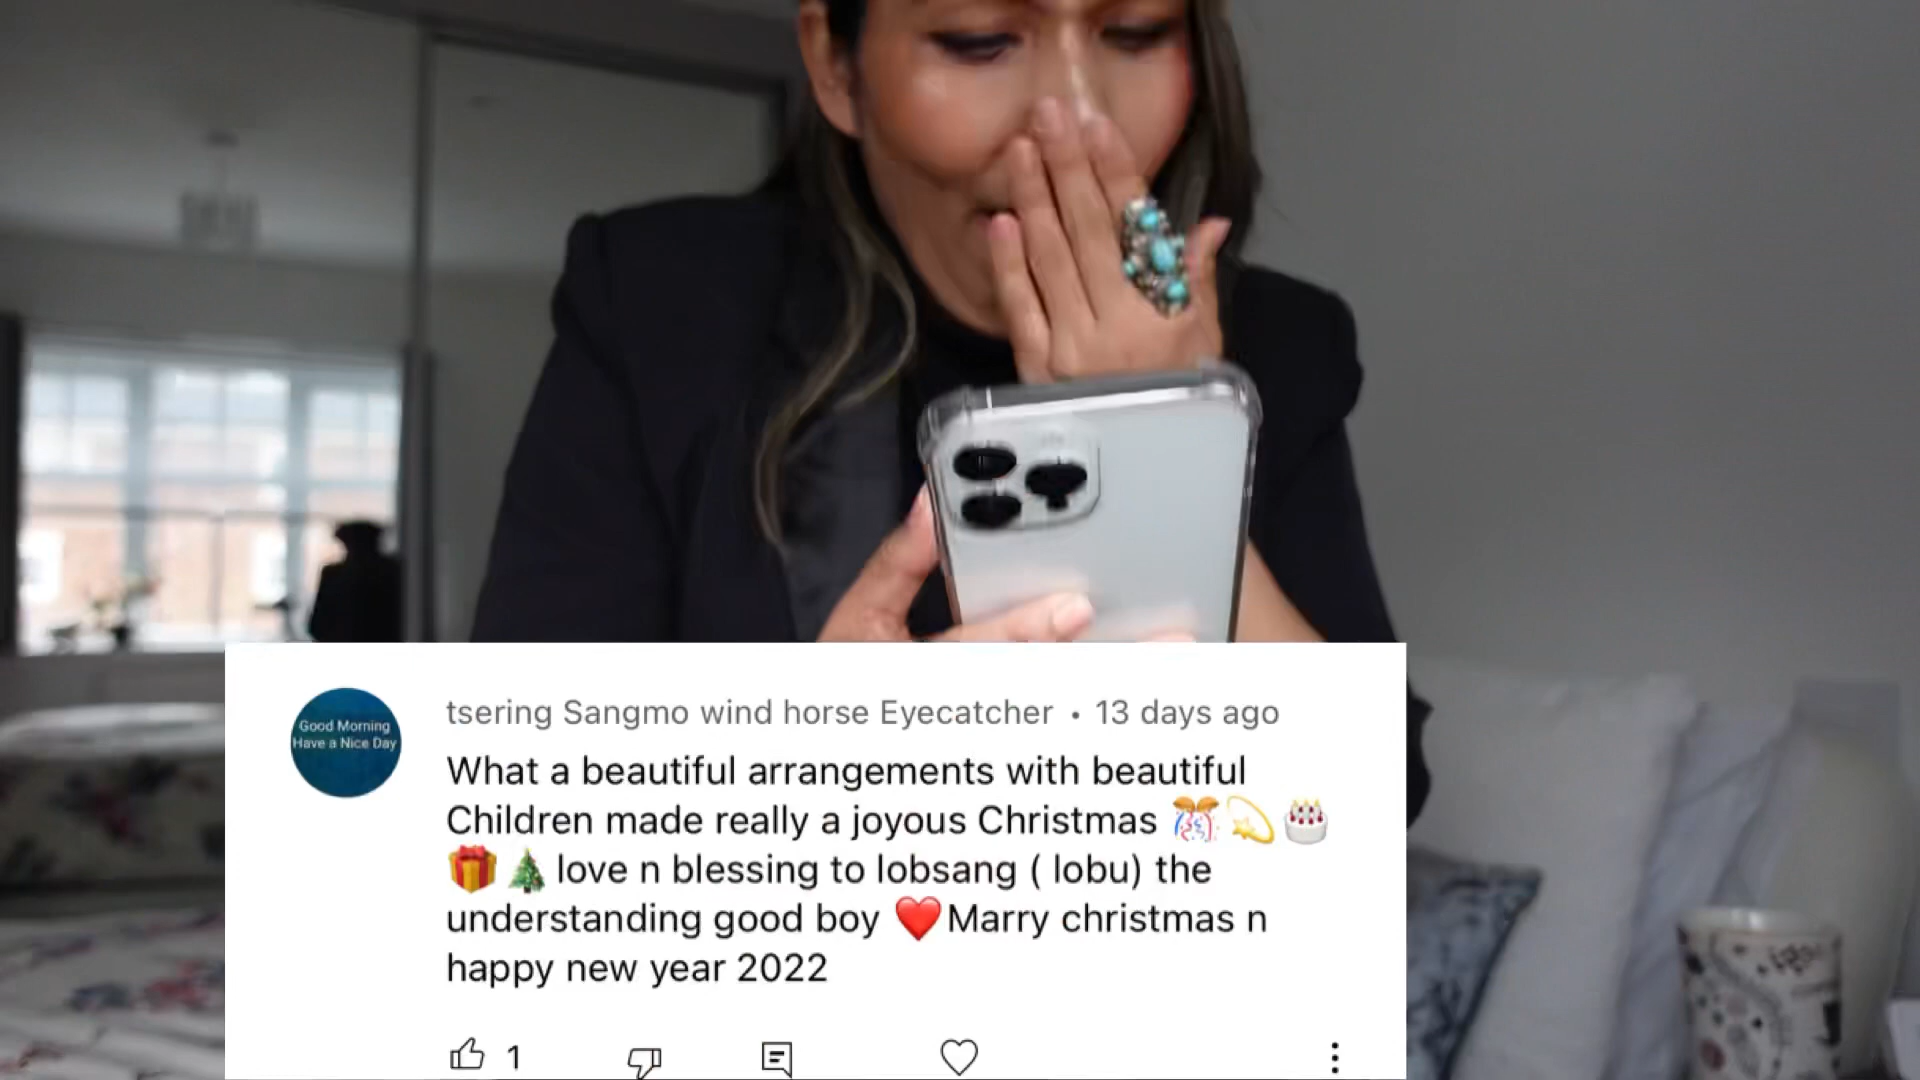 Good Morning
Have a Nice Day
tsering Sangmo wind horse Eyecatcher • 13 days ago
What a beautiful arrangements with beautiful
Children made really a joyous Christmas 🎊💫🎂
🎁🎄 love n blessing to lobsang ( lobu) the
understanding good boy ❤️Marry christmas n
happy new year 2022
1